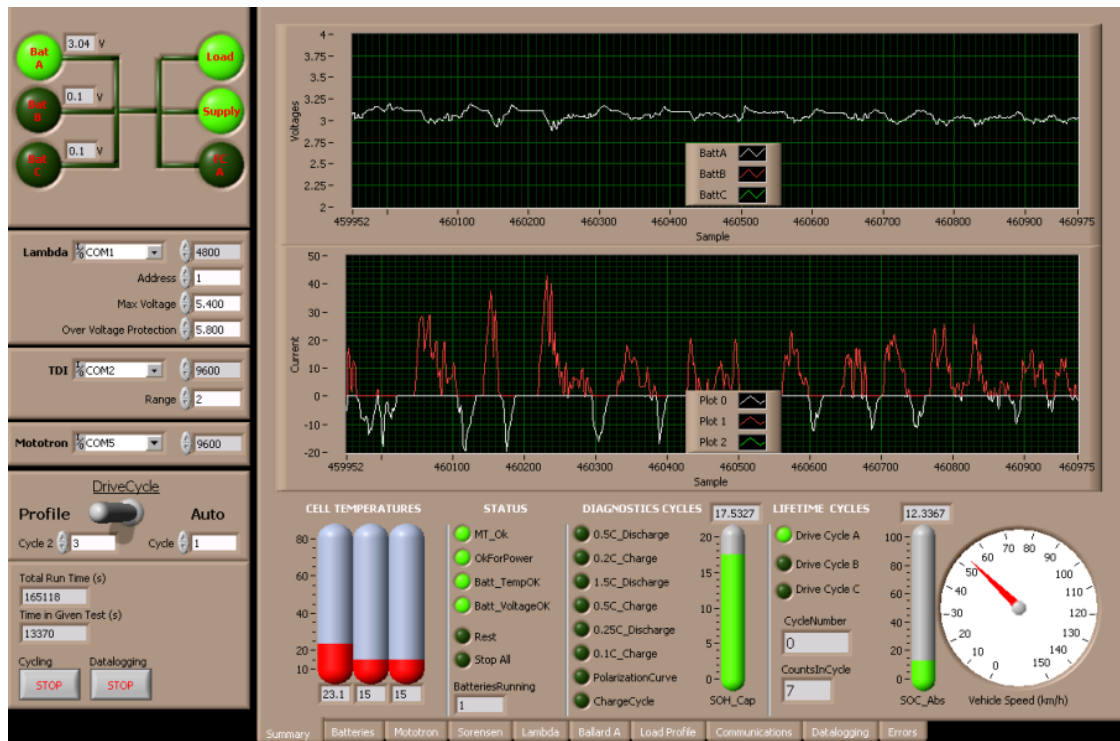 Bat A
3.04 V
Load
Bat B
0.1 V
Supply
Bat C
0.1 V
FC A
Lambda COM1 4800
Address 1
Max Voltage 5.400
Over Voltage Protection 5.800
TDI COM2 9600
Range 2
Mototron COM5 9600
DriveCycle
Profile Auto
Cycle 2 3 Cycle 1
Total Run Time (s)
165118
Time in Given Test (s)
13370
Cycling Datalogging
STOP STOP
4
3.75
3.5
3.25
3
2.75
2.5
2.25
2
Voltages
BattA
BattB
BattC
459952 460100 460200 460300 460400 460500 460600 460700 460800 460900 460975
Sample
50
40
30
20
10
0
-10
-20
Current
Plot 0
Plot 1
Plot 2
459952 460100 460200 460300 460400 460500 460600 460700 460800 460900 460975
Sample
CELL TEMPERATURES
80
60
40
20
10
23.1 15 15
STATUS
MT_Ok
OkForPower
Batt_TempOK
Batt_VoltageOK
Rest
Stop All
BatteriesRunning
1
DIAGNOSTICS CYCLES
0.5C_Discharge
0.2C_Charge
1.5C_Discharge
0.5C_Charge
0.25C_Discharge
0.1C_Charge
PolarizationCurve
ChargeCycle
17.5327
20
15
10
5
0
SOH_Cap
LIFETIME CYCLES
Drive Cycle A
Drive Cycle B
Drive Cycle C
CycleNumber
0
CountsInCycle
7
12.3367
100
80
60
40
20
0
SOC_Abs
0 10 20 30 40 50 60 70 80 90 100 110 120 130 140 150
Vehicle Speed (km/h)
Summary Batteries Mototron Sorensen Lambda Ballard A Load Profile Communications Datalogging Errors